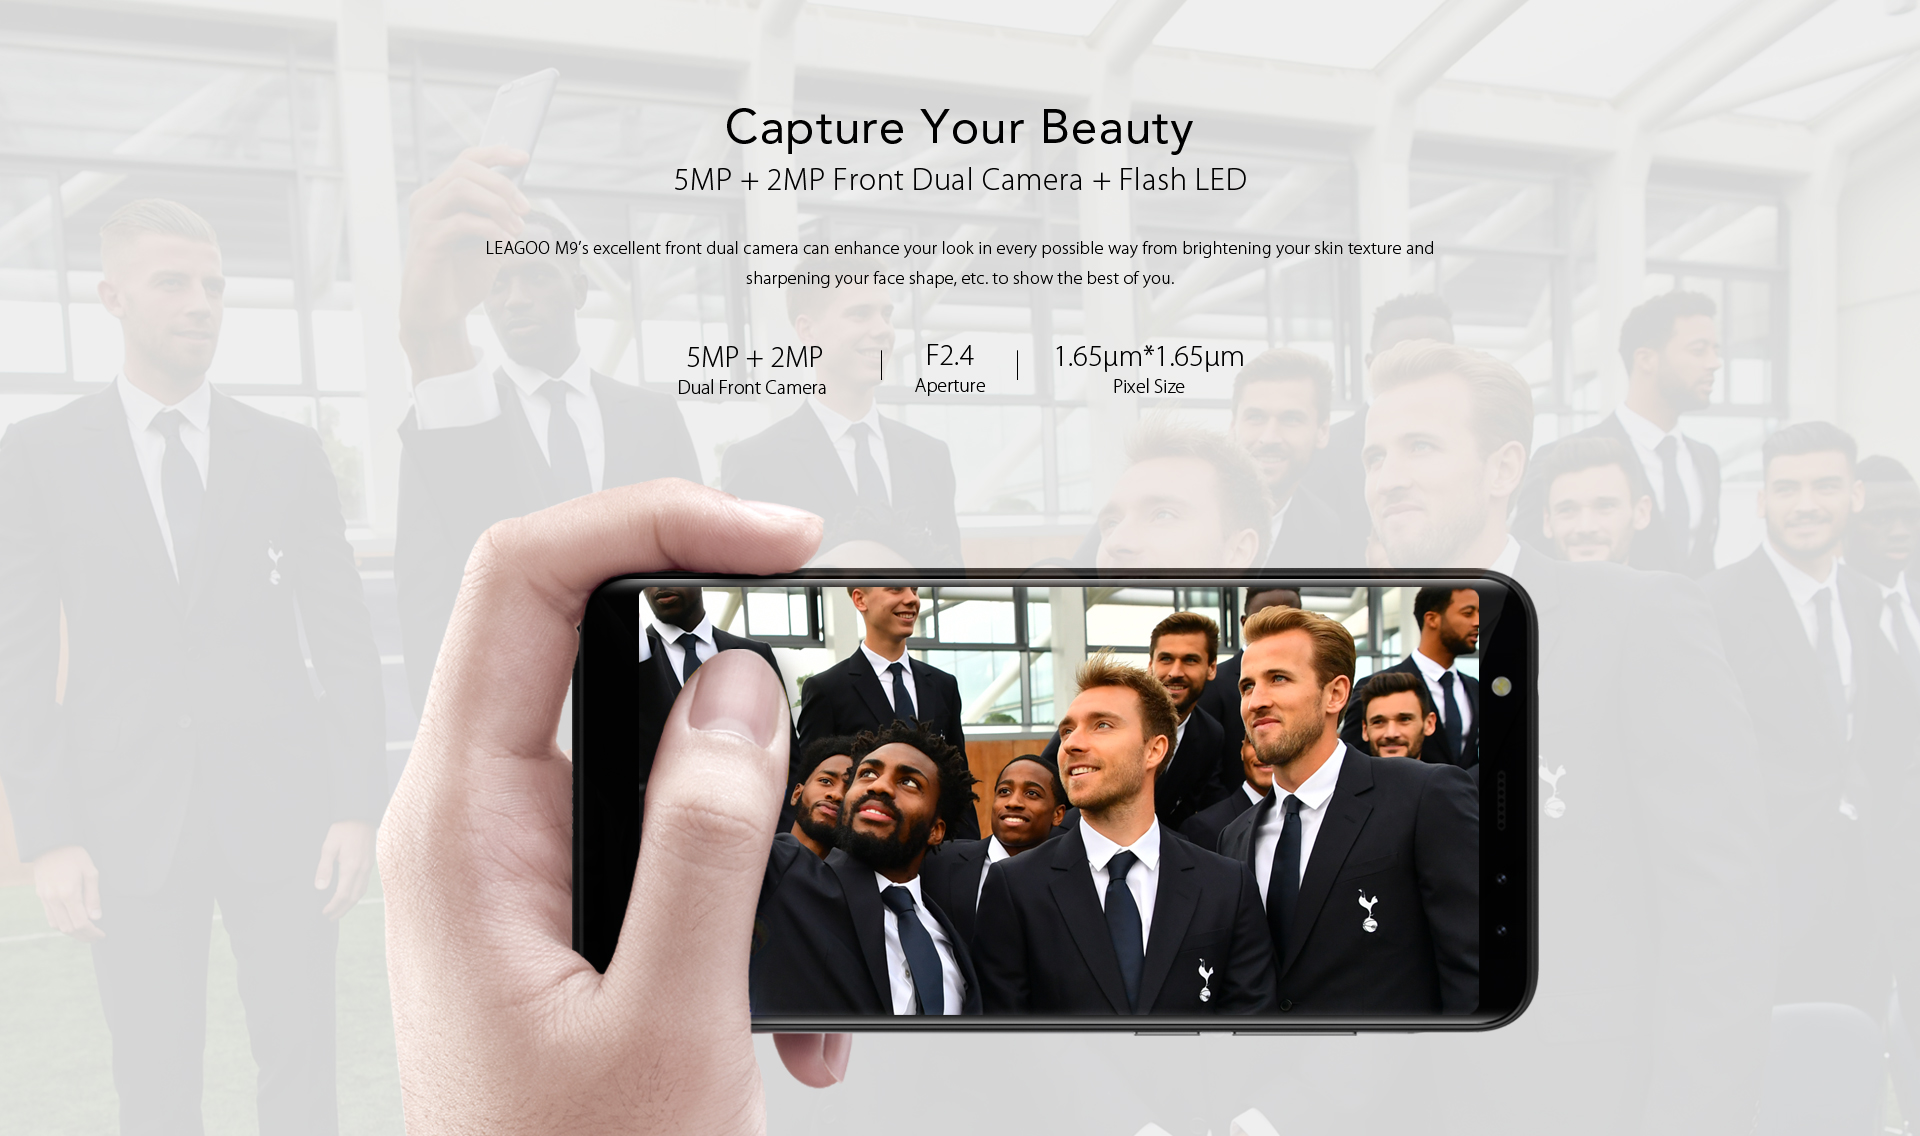 Capture Your Beauty
5MP + 2MP Front Dual Camera + Flash LED
LEAGOO M9's excellent front dual camera can enhance your look in every possible way from brightening your skin texture and
sharpening your face shape, etc. to show the best of you.
5MP + 2MP | F2.4 | 1.65μm*1.65μm
Dual Front Camera Aperture Pixel Size